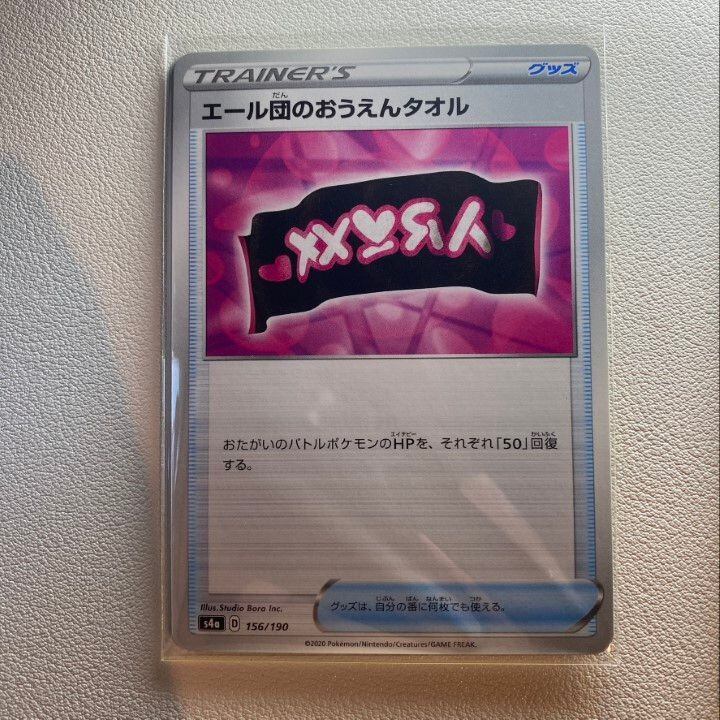 TRAINER'S グッズ
エール団のおうえんタオル
おたがいのバトルポケモンのHPを、それぞれ「50」回復
する。
Illus.Studio Bora Inc.
グッズは、自分の番に何枚でも使える。
s4a D 156/190
©2020 Pokémon/Nintendo/Creatures/GAME FREAK.